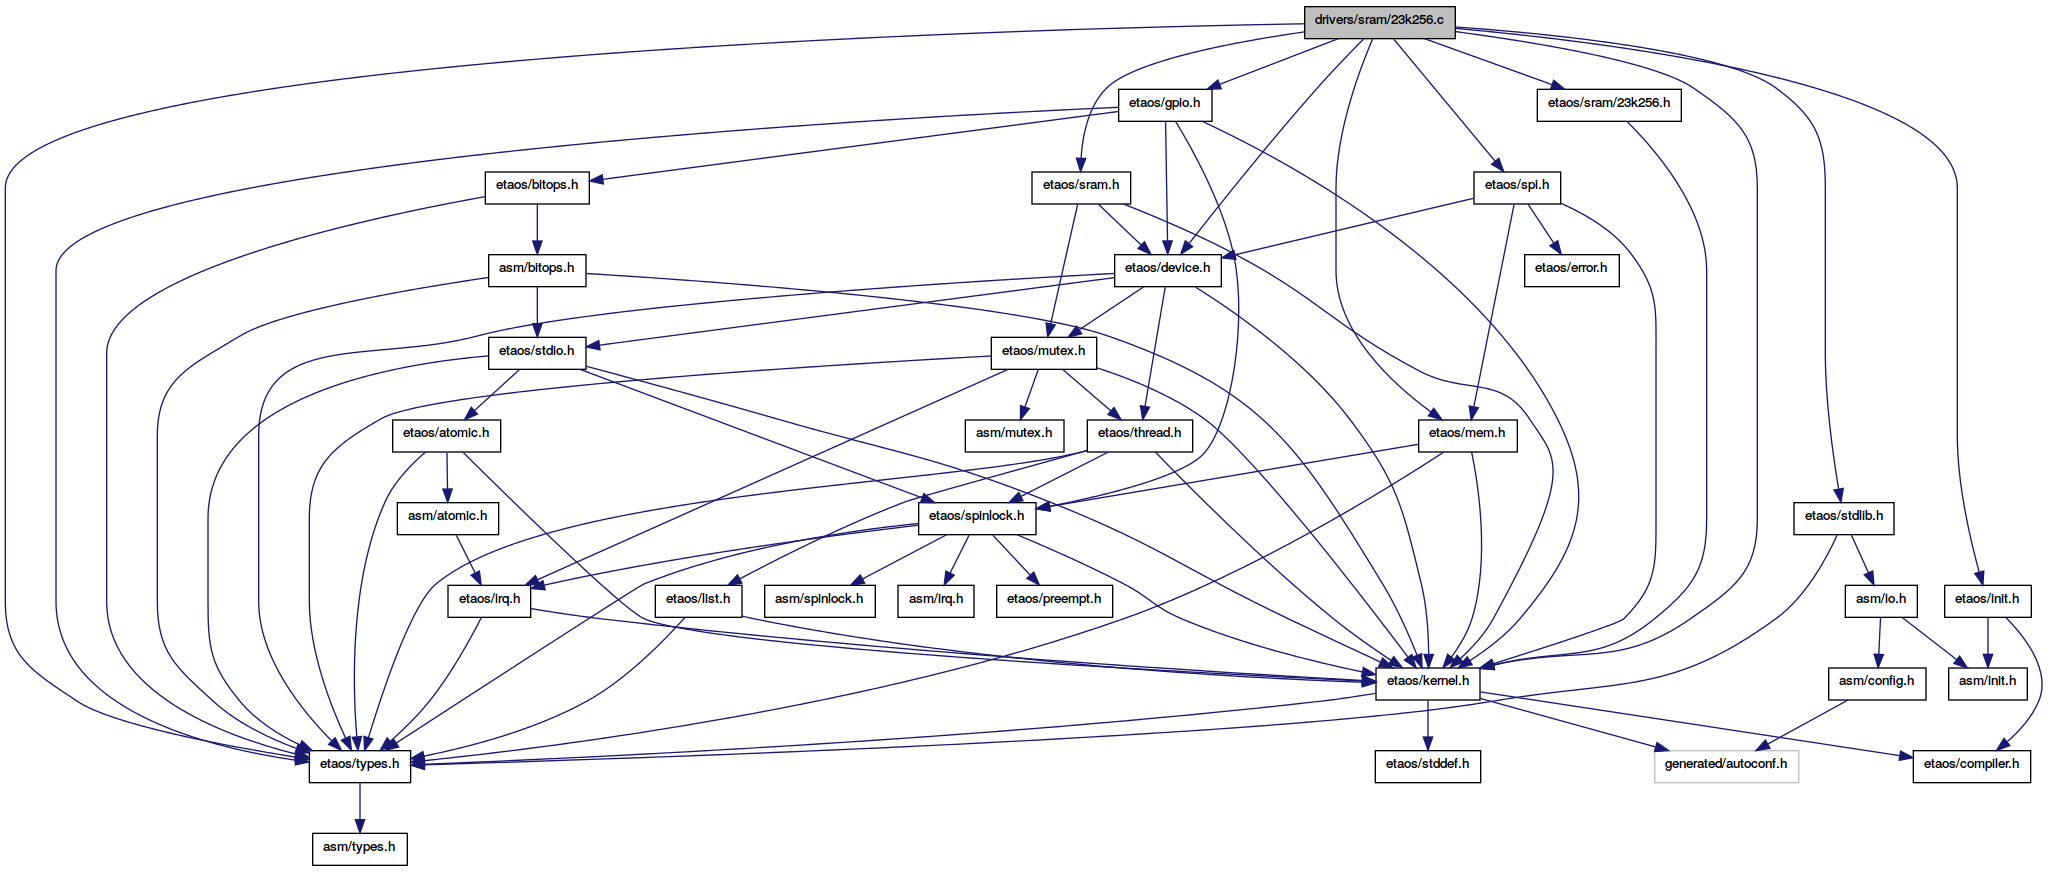 drivers/sram/23k256.c
etaos/gpio.h
etaos/sram/23k256.h
etaos/bitops.h
etaos/sram.h
etaos/spi.h
asm/bitops.h
etaos/device.h
etaos/error.h
etaos/stdio.h
etaos/mutex.h
etaos/atomic.h
asm/mutex.h
etaos/thread.h
etaos/mem.h
asm/atomic.h
etaos/spinlock.h
etaos/stdlib.h
etaos/irq.h
etaos/list.h
asm/spinlock.h
asm/irq.h
etaos/preempt.h
asm/io.h
etaos/init.h
etaos/kernel.h
asm/config.h
asm/init.h
etaos/types.h
etaos/stddef.h
generated/autoconf.h
etaos/compiler.h
asm/types.h